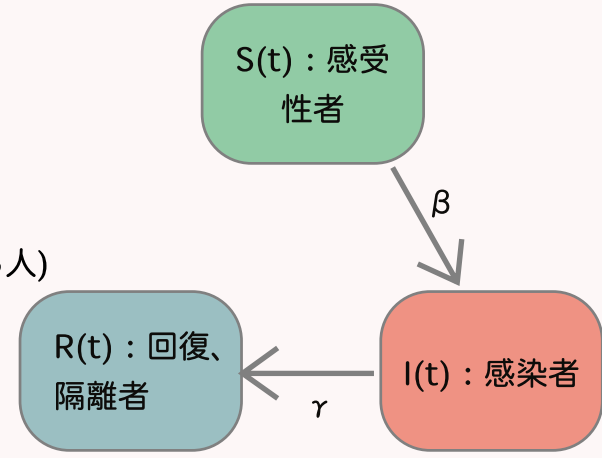 S(t)：感受
性者
β
人)
R(t)：回復、
隔離者
I(t)：感染者
γ